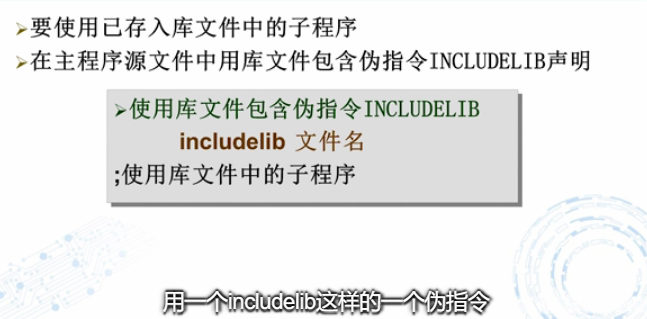 ➢要使用已存入库文件中的子程序
➢在主程序源文件中用库文件包含伪指令INCLUDELIB声明
➢使用库文件包含伪指令INCLUDELIB
includelib 文件名
;使用库文件中的子程序
用一个includelib这样的一个伪指令